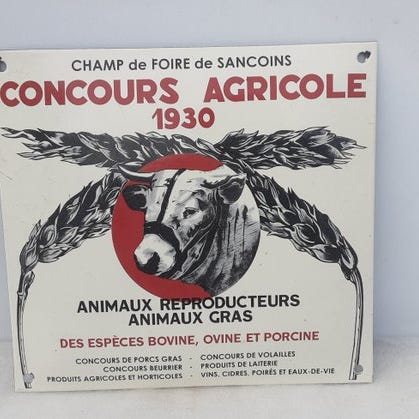 CHAMP de FOIRE de SANCOINS
CONCOURS AGRICOLE
1930
ANIMAUX REPRODUCTEURS
ANIMAUX GRAS
DES ESPÈCES BOVINE, OVINE ET PORCINE
CONCOURS DE PORCS GRAS - CONCOURS DE VOLAILLES
CONCOURS BEURRIER - PRODUITS DE LAITERIE
PRODUITS AGRICOLES ET HORTICOLES - VINS, CIDRES, POIRÉS ET EAUX-DE-VIE